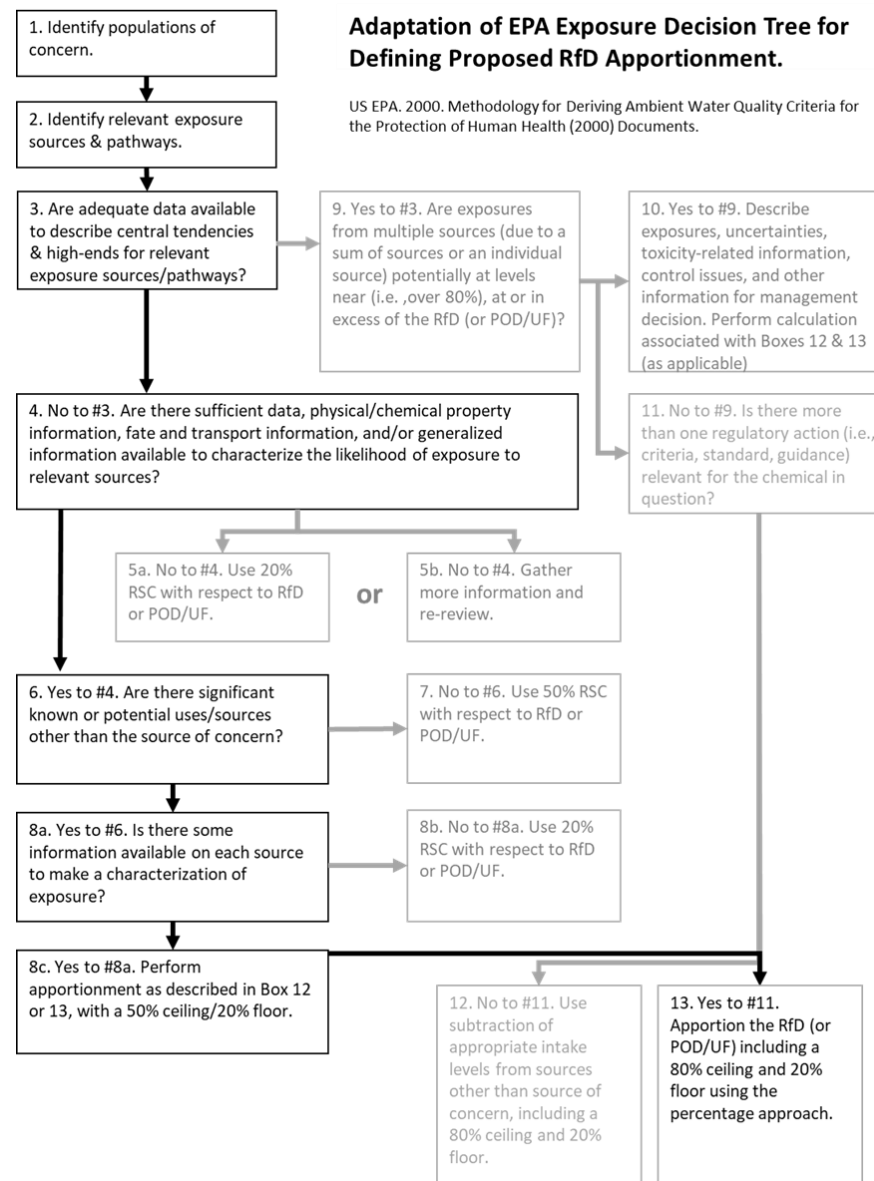 Adaptation of EPA Exposure Decision Tree for
Defining Proposed RfD Apportionment.
US EPA. 2000. Methodology for Deriving Ambient Water Quality Criteria for
the Protection of Human Health (2000) Documents.
1. Identify populations of
concern.
2. Identify relevant exposure
sources & pathways.
3. Are adequate data available
to describe central tendencies
& high-ends for relevant
exposure sources/pathways?
9. Yes to #3. Are exposures
from multiple sources (due to a
sum of sources or an individual
source) potentially at levels
near (i.e. ,over 80%), at or in
excess of the RfD (or POD/UF)?
10. Yes to #9. Describe
exposures, uncertainties,
toxicity-related information,
control issues, and other
information for management
decision. Perform calculation
associated with Boxes 12 & 13
(as applicable)
4. No to #3. Are there sufficient data, physical/chemical property
information, fate and transport information, and/or generalized
information available to characterize the likelihood of exposure to
relevant sources?
11. No to #9. Is there more
than one regulatory action (i.e.,
criteria, standard, guidance)
relevant for the chemical in
question?
5a. No to #4. Use 20%
RSC with respect to RfD
or POD/UF.
or
5b. No to #4. Gather
more information and
re-review.
6. Yes to #4. Are there significant
known or potential uses/sources
other than the source of concern?
7. No to #6. Use 50% RSC
with respect to RfD or
POD/UF.
8a. Yes to #6. Is there some
information available on each source
to make a characterization of
exposure?
8b. No to #8a. Use 20%
RSC with respect to RfD
or POD/UF.
8c. Yes to #8a. Perform
apportionment as described in Box 12
or 13, with a 50% ceiling/20% floor.
12. No to #11. Use
subtraction of
appropriate intake
levels from sources
other than source of
concern, including a
80% ceiling and 20%
floor.
13. Yes to #11.
Apportion the RfD (or
POD/UF) including a
80% ceiling and 20%
floor using the
percentage approach.